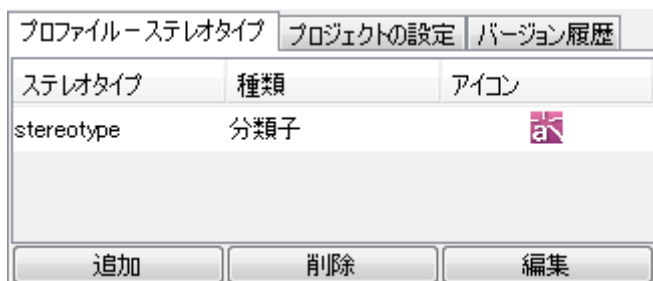 プロファイル－ステレオタイプ プロジェクトの設定 バージョン履歴
ステレオタイプ 種類 アイコン
stereotype 分類子 a
追加 削除 編集